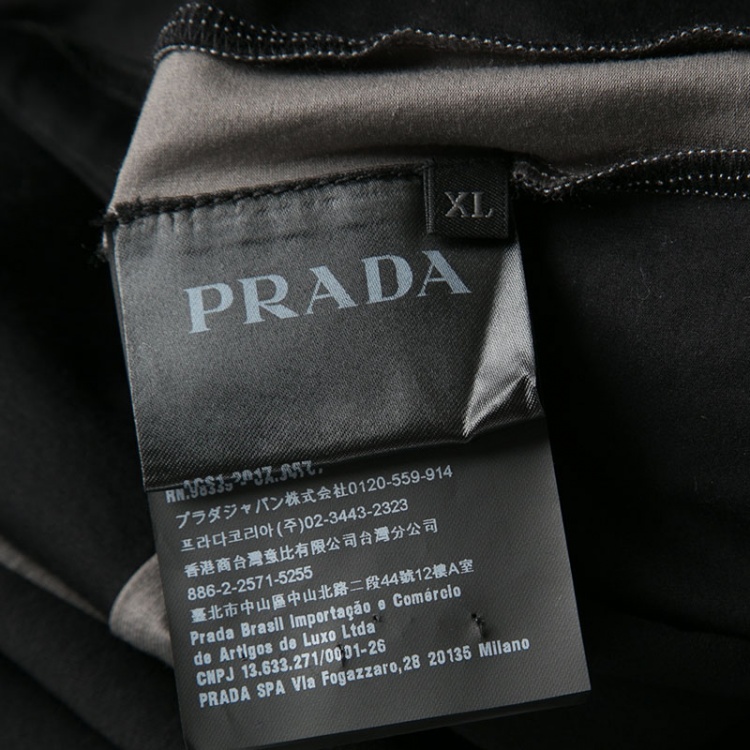 XL
PRADA
プラダジャパン株式会社0120-559-914
프라다코리아(주)02-3443-2323
香港商台灣意比有限公司台灣分公司
886-2-2571-5255
臺北市中山區中山北路二段44號12樓A室
Prada Brasil Importação e Comércio
de Artigos de Luxo Ltda
CNPJ 13.633.271/0001-26
PRADA SPA Via Fogazzaro,28 20135 Milano